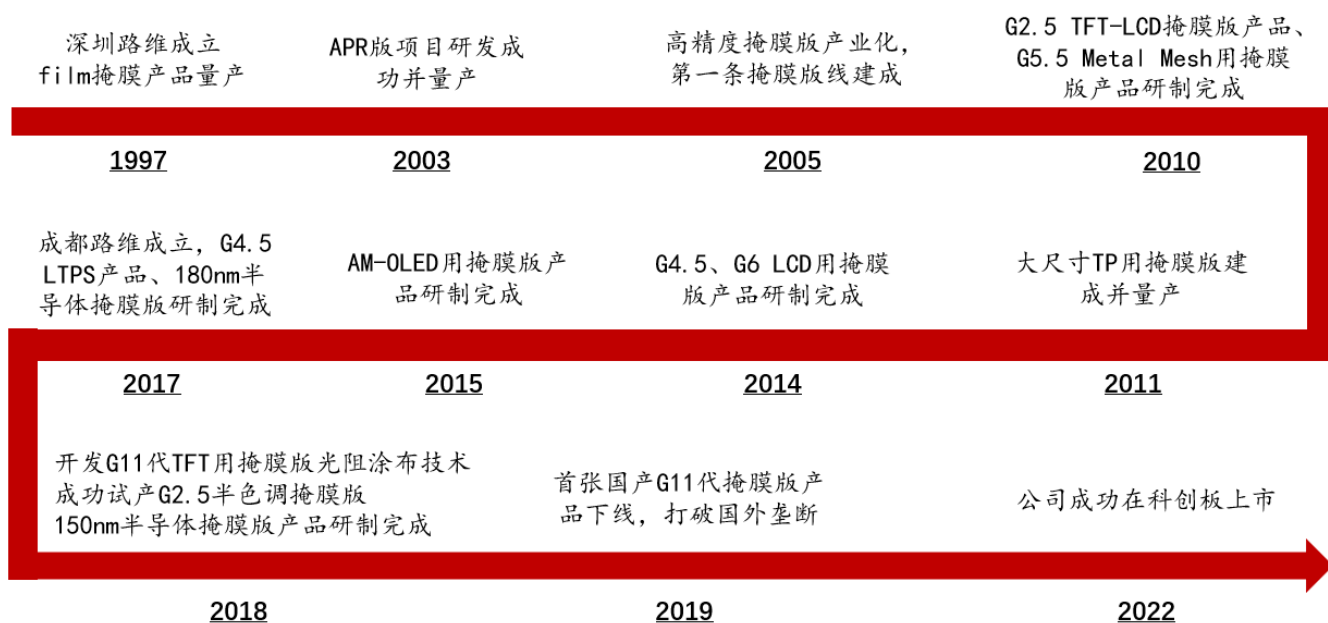 深圳路维成立
film掩膜产品量产
APR版项目研发成
功并量产
高精度掩膜版产业化,
第一条掩膜版线建成
G2.5 TFT-LCD掩膜版产品、
G5.5 Metal Mesh用掩膜
版产品研制完成
1997
2003
2005
2010
成都路维成立, G4.5
LTPS产品、180nm半
导体掩膜版研制完成
AM-OLED用掩膜版产
品研制完成
G4.5、G6 LCD用掩膜
版产品研制完成
大尺寸TP用掩膜版建
成并量产
2017
2015
2014
2011
开发G11代TFT用掩膜版光阻涂布技术
成功试产G2.5半色调掩膜版
150nm半导体掩膜版产品研制完成
首张国产G11代掩膜版产
品下线, 打破国外垄断
公司成功在科创板上市
2018
2019
2022